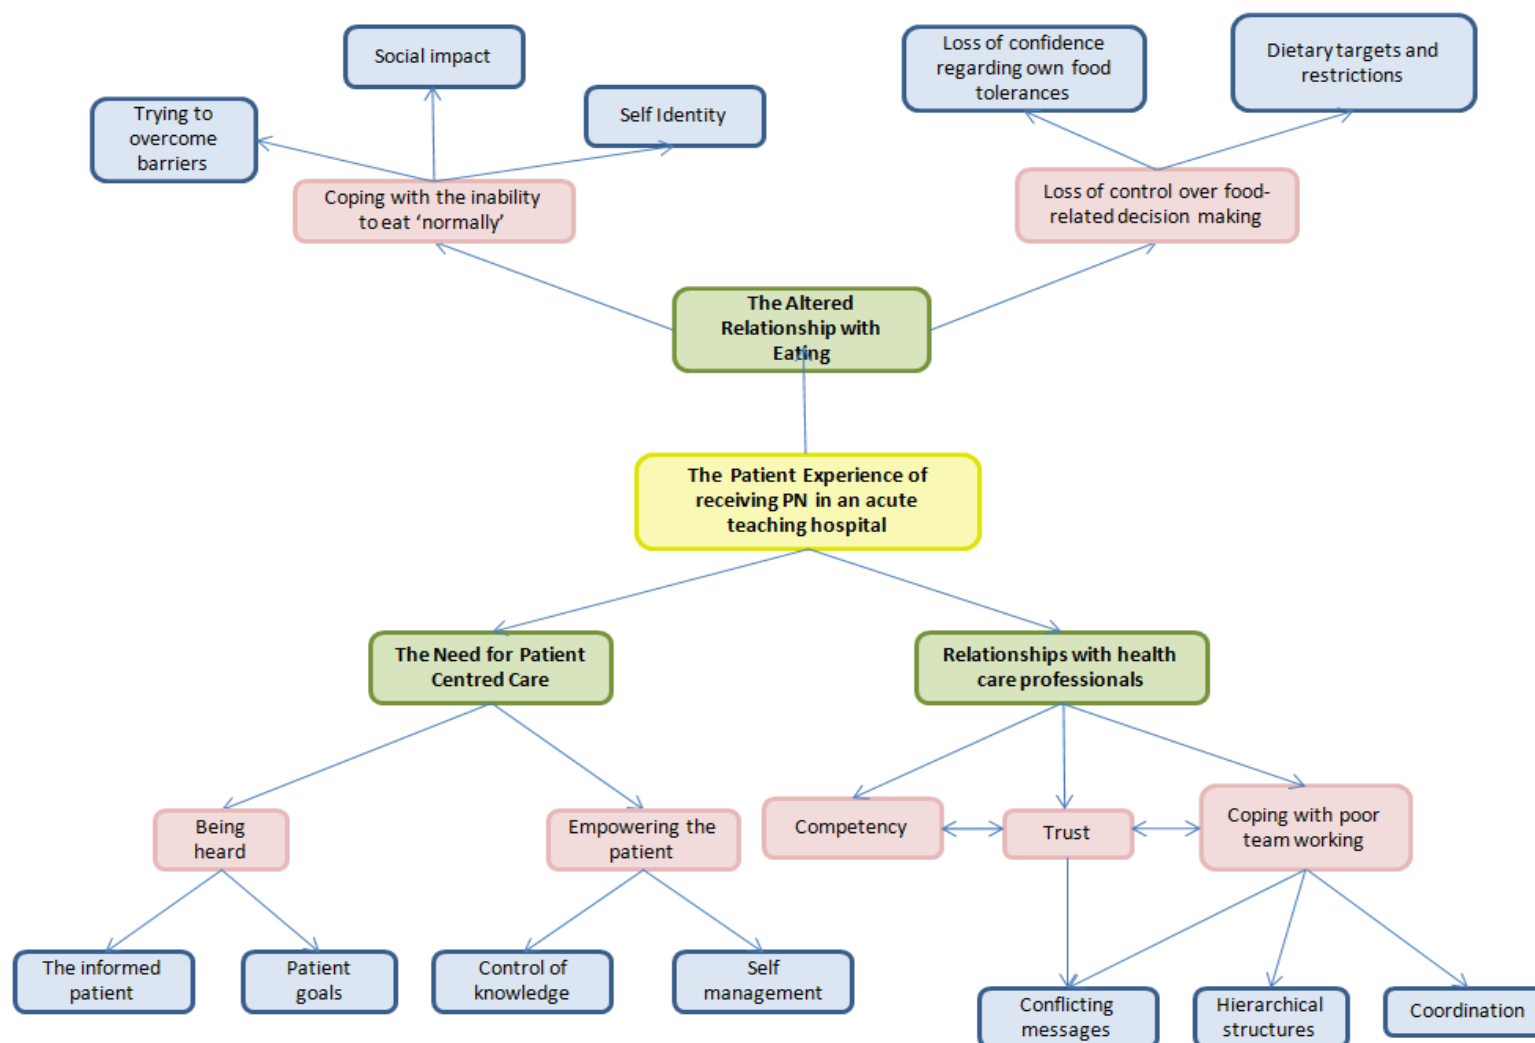 Social impact
Loss of confidence
regarding own food
tolerances
Dietary targets and
restrictions
Trying to
overcome
barriers
Self Identity
Coping with the inability
to eat ‘normally’
Loss of control over food-
related decision making
The Altered
Relationship with
Eating
The Patient Experience of
receiving PN in an acute
teaching hospital
The Need for Patient
Centred Care
Relationships with health
care professionals
Being
heard
Empowering the
patient
Competency
Trust
Coping with poor
team working
The informed
patient
Patient
goals
Control of
knowledge
Self
management
Conflicting
messages
Hierarchical
structures
Coordination